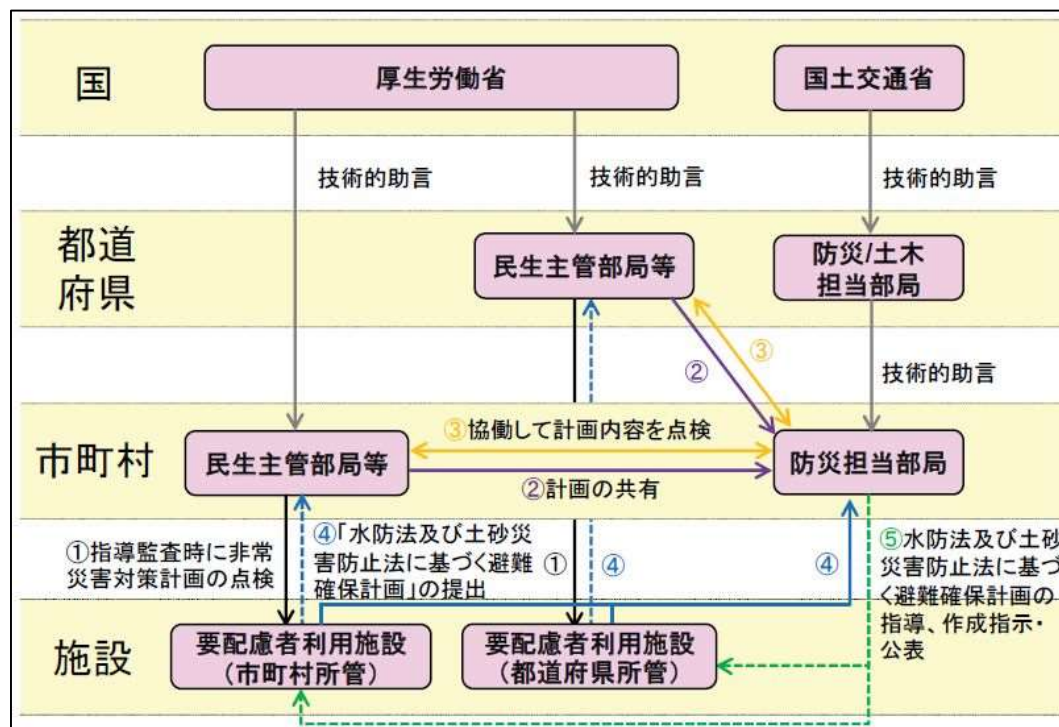 国
厚生労働省
国土交通省
技術的助言
技術的助言
技術的助言
都道
府県
民生主管部局等
防災/土木
担当部局
③
②
技術的助言
市町村
民生主管部局等
③協働して計画内容を点検
②計画の共有
防災担当部局
①指導監査時に非常
災害対策計画の点検
④「水防法及び土砂災
害防止法に基づく避難
確保計画」の提出
①
④
④
⑤水防法及び土砂
災害防止法に基づ
く避難確保計画の
指導、作成指示・
公表
施設
要配慮者利用施設
(市町村所管)
要配慮者利用施設
(都道府県所管)